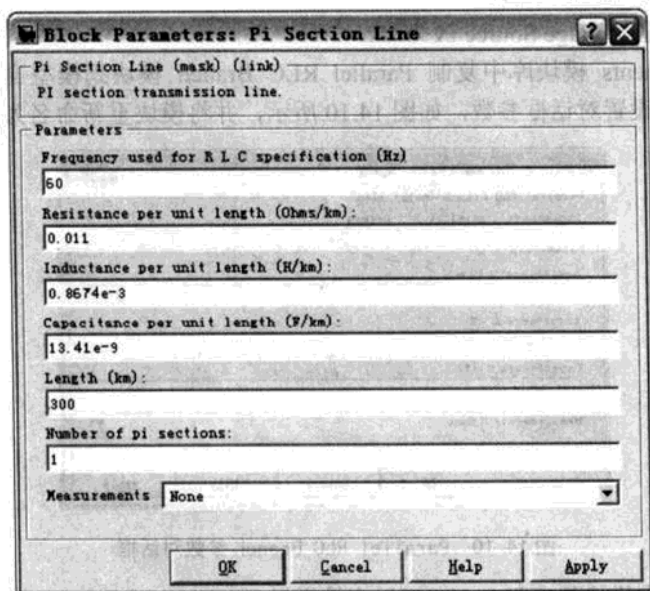 Block Parameters: Pi Section Line
Pi Section Line (mask) (link)
PI section transmission line.
Parameters
Frequency used for R L C specification (Hz)
60
Resistance per unit length (Ohms/km):
0.011
Inductance per unit length (H/km):
0.8674e-3
Capacitance per unit length (F/km):
13.41e-9
Length (km):
300
Number of pi sections:
1
Measurements None
OK Cancel Help Apply